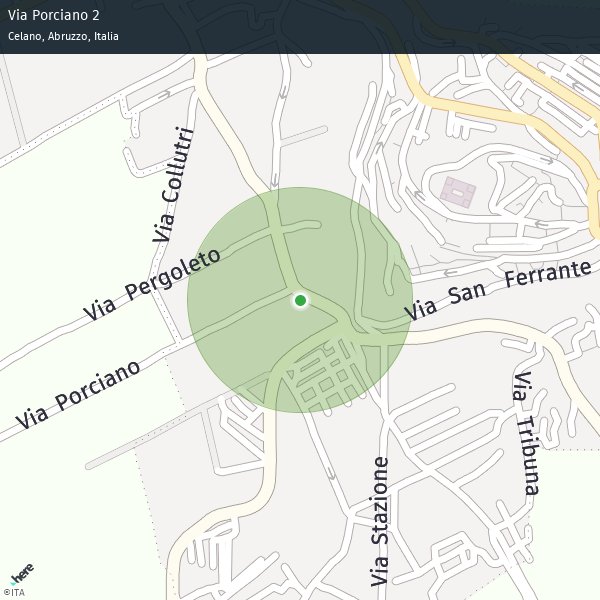 Via Porciano 2
Celano, Abruzzo, Italia
Via Collutri
Via Pergoleto
Via San Ferrante
Via Porciano
Via Tribuna
Via Stazione
here
©ITA